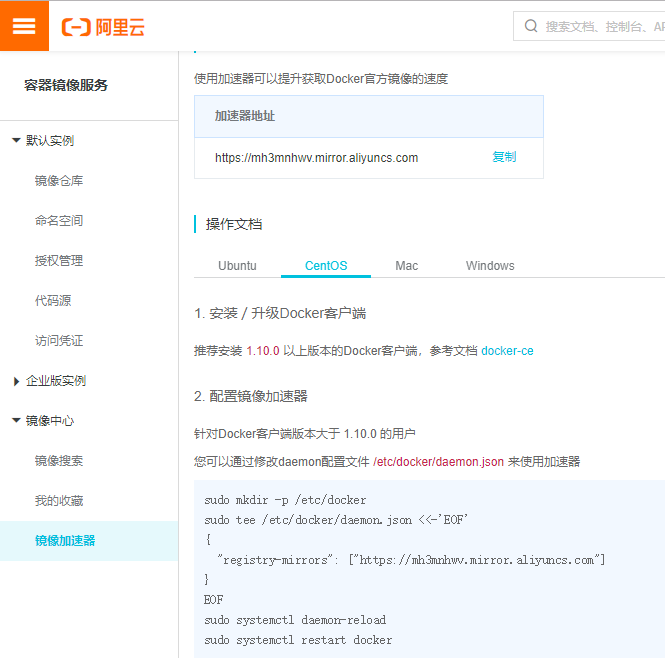 阿里云
搜索文档、控制台、AP
容器镜像服务
默认实例
镜像仓库
命名空间
授权管理
代码源
访问凭证
企业版实例
镜像中心
镜像搜索
我的收藏
镜像加速器
使用加速器可以提升获取Docker官方镜像的速度
加速器地址
https://mh3mnhwv.mirror.aliyuncs.com 复制
操作文档
Ubuntu CentOS Mac Windows
1. 安装 / 升级Docker客户端
推荐安装 1.10.0 以上版本的Docker客户端，参考文档 docker-ce
2. 配置镜像加速器
针对Docker客户端版本大于 1.10.0 的用户
您可以通过修改daemon配置文件 /etc/docker/daemon.json 来使用加速器
sudo mkdir -p /etc/docker
sudo tee /etc/docker/daemon.json <<-'EOF'
{
"registry-mirrors": ["https://mh3mnhwv.mirror.aliyuncs.com"]
}
EOF
sudo systemctl daemon-reload
sudo systemctl restart docker